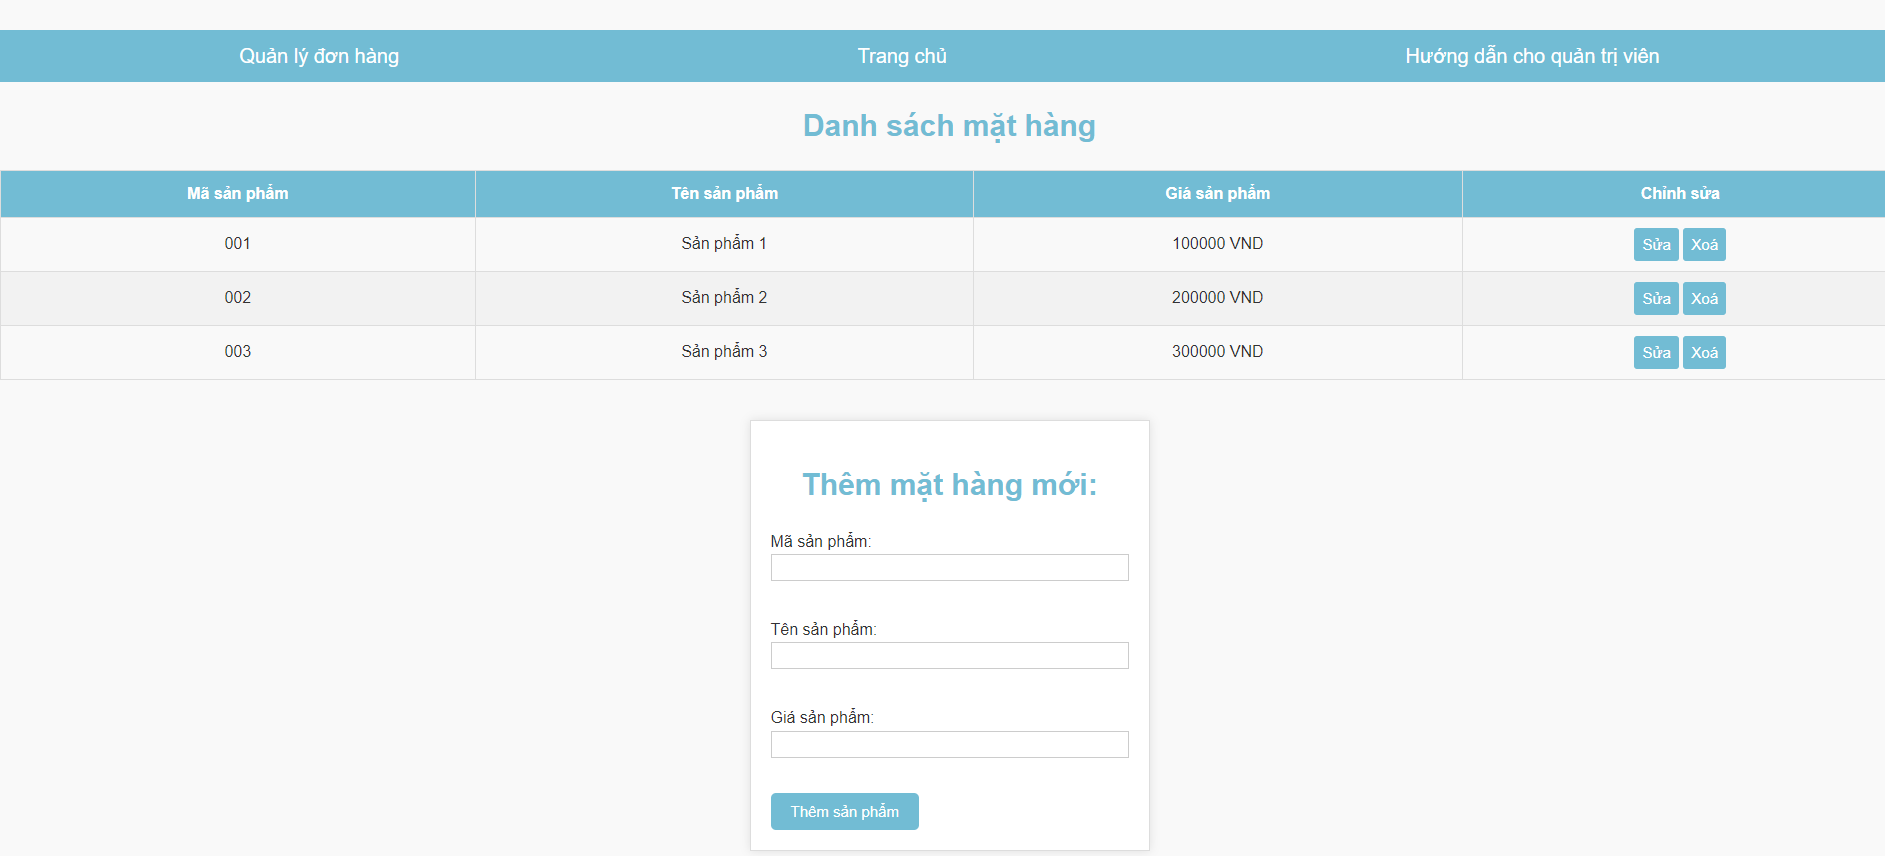 Quản lý đơn hàng Trang chủ Hướng dẫn cho quản trị viên
Danh sách mặt hàng
Mã sản phẩm Tên sản phẩm Giá sản phẩm Chỉnh sửa
001 Sản phẩm 1 100000 VND Sửa Xoá
002 Sản phẩm 2 200000 VND Sửa Xoá
003 Sản phẩm 3 300000 VND Sửa Xoá
Thêm mặt hàng mới:
Mã sản phẩm:
Tên sản phẩm:
Giá sản phẩm:
Thêm sản phẩm